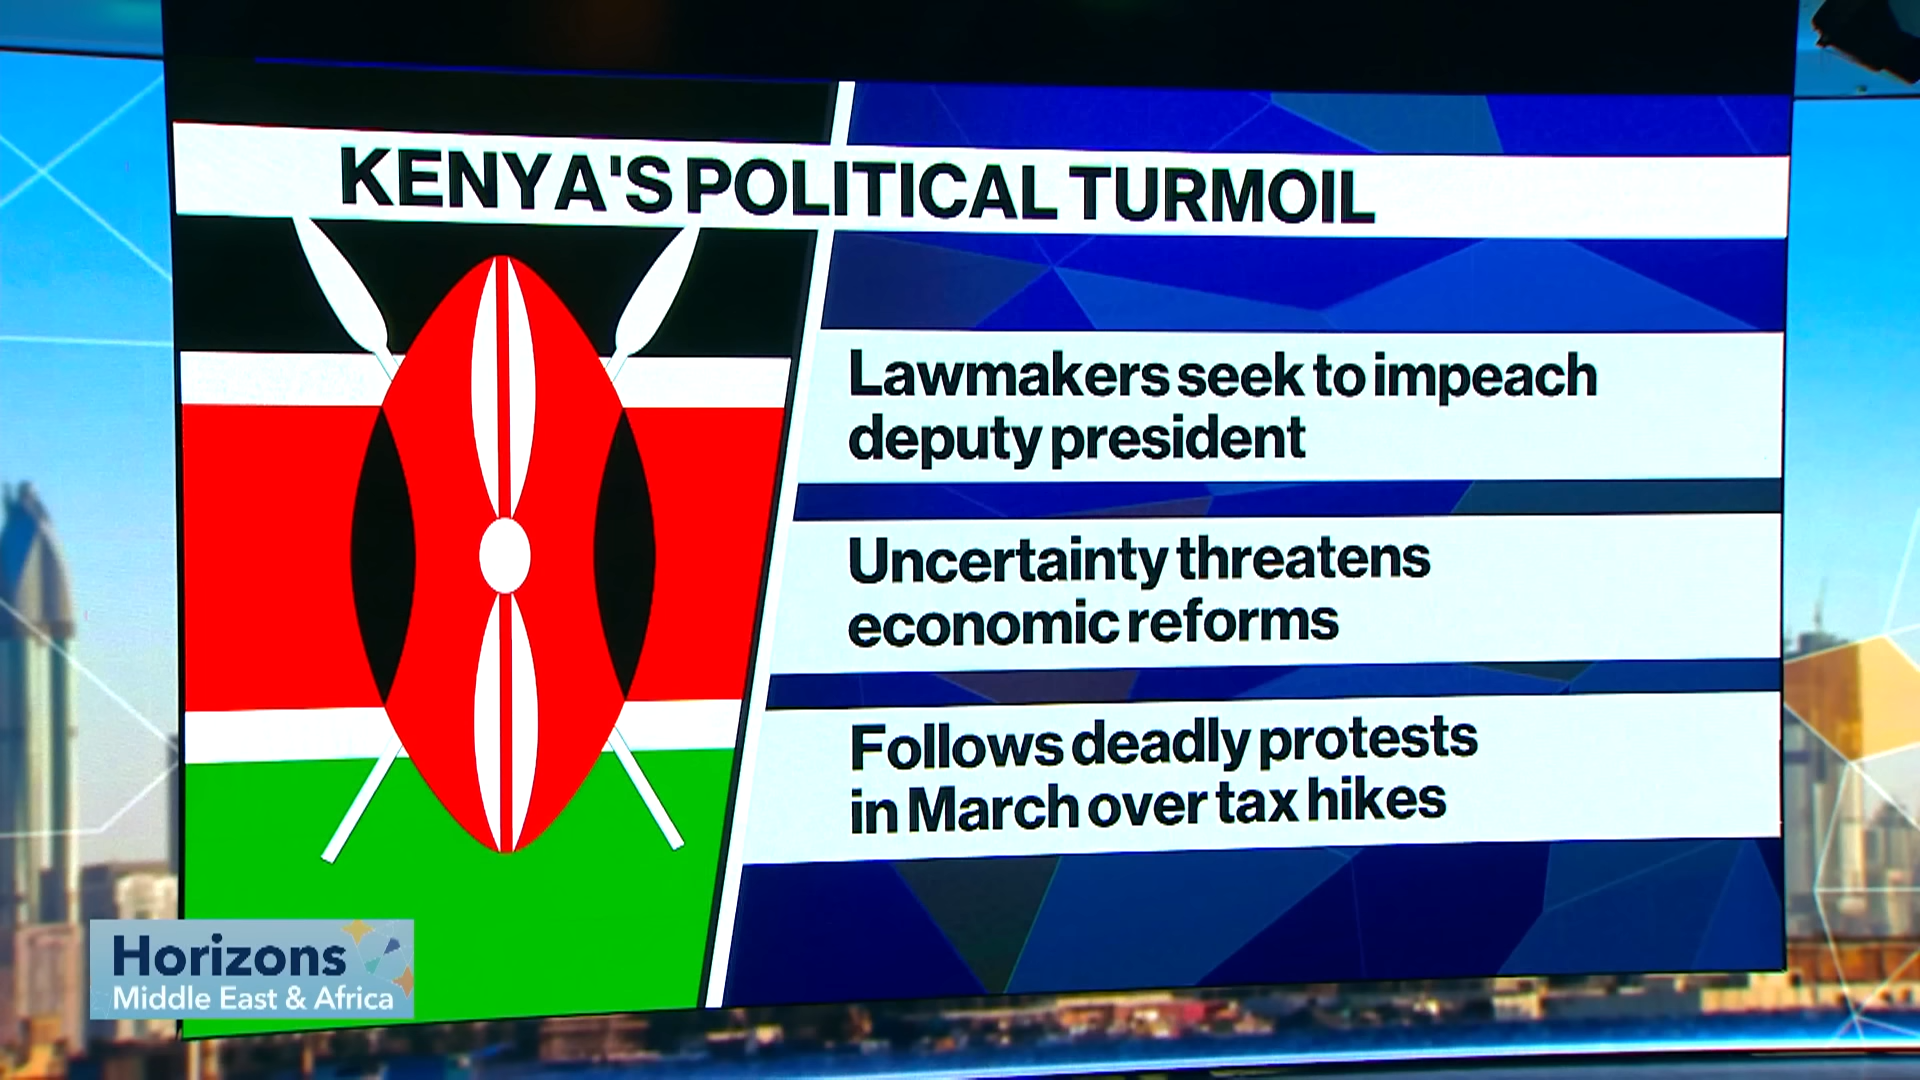 KENYA'S POLITICAL TURMOIL
Lawmakers seek to impeach
deputy president
Uncertainty threatens
economic reforms
Follows deadly protests
in March over tax hikes
Horizons
Middle East & Africa